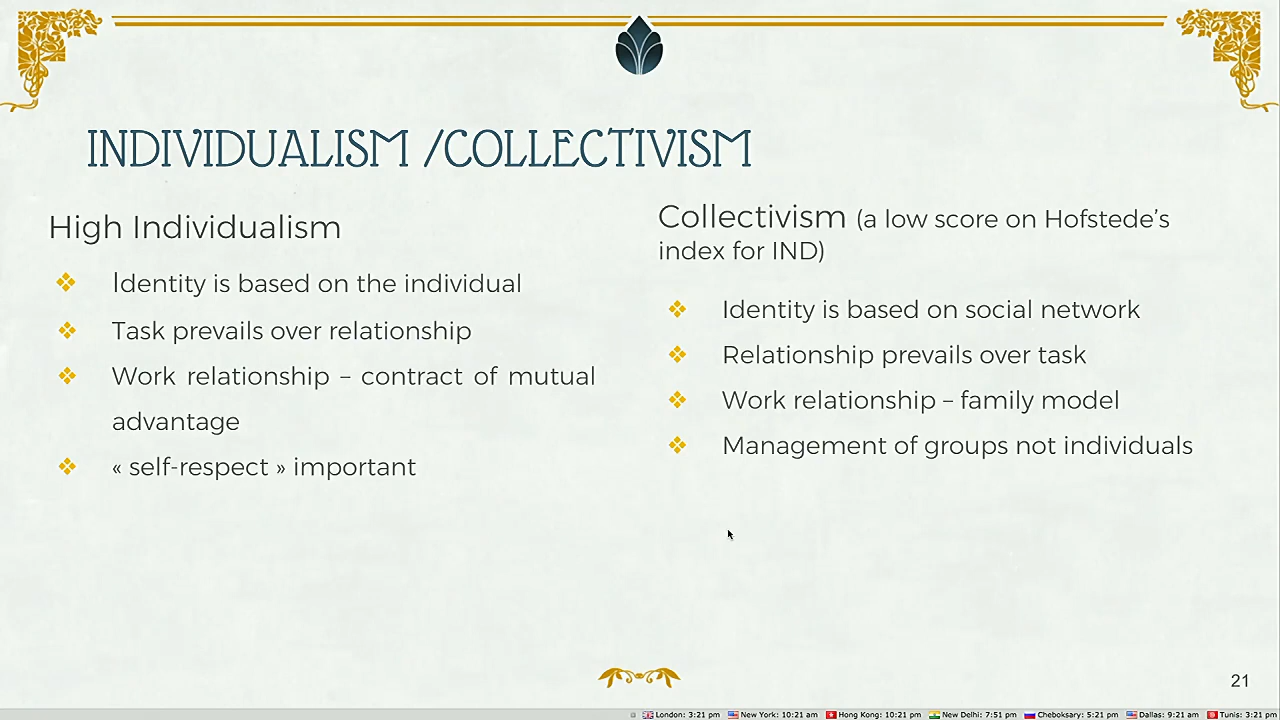 INDIVIDUALISM /COLLECTIVISM
High Individualism
Identity is based on the individual
Task prevails over relationship
Work relationship – contract of mutual
advantage
« self-respect » important
Collectivism (a low score on Hofstede’s
index for IND)
Identity is based on social network
Relationship prevails over task
Work relationship – family model
Management of groups not individuals
21
London: 3:21 pm New York: 10:21 am Hong Kong: 10:21 pm New Delhi: 7:51 pm Cheboksary: 5:21 pm Dallas: 9:21 am Tunis: 3:21 pm